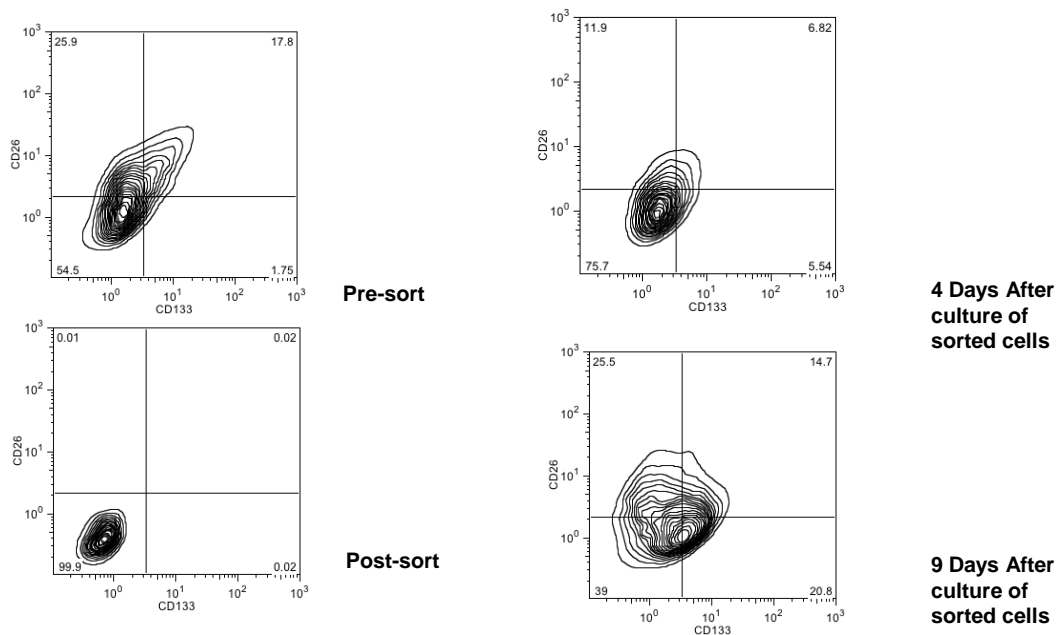 10³
25.9 17.8
10²
CD26
10¹
10⁰
54.5 1.75
10⁰ 10¹ 10² 10³
CD133
Pre-sort
10³
0.01 0.02
10²
CD26
10¹
10⁰
99.9 0.02
10⁰ 10¹ 10² 10³
CD133
Post-sort
10³
11.9 6.82
10²
CD26
10¹
10⁰
75.7 5.54
10⁰ 10¹ 10² 10³
CD133
4 Days After
culture of
sorted cells
10³
25.5 14.7
10²
CD26
10¹
10⁰
39 20.8
10⁰ 10¹ 10² 10³
CD133
9 Days After
culture of
sorted cells